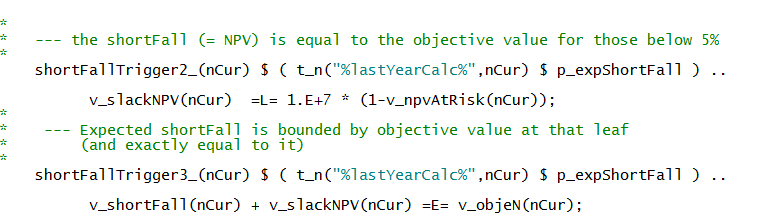 *
* --- the shortFall (= NPV) is equal to the objective value for those below 5%
*
shortFallTrigger2_(nCur) $ ( t_n("%lastYearCalc%",nCur) $ p_expShortFall ) ..
v_slackNPV(nCur) =L= 1.E+7 * (1-v_npvAtRisk(nCur));
*
* --- Expected shortFall is bounded by objective value at that leaf
* (and exactly equal to it)
*
shortFallTrigger3_(nCur) $ ( t_n("%lastYearCalc%",nCur) $ p_expShortFall ) ..
v_shortFall(nCur) + v_slackNPV(nCur) =E= v_objeN(nCur);